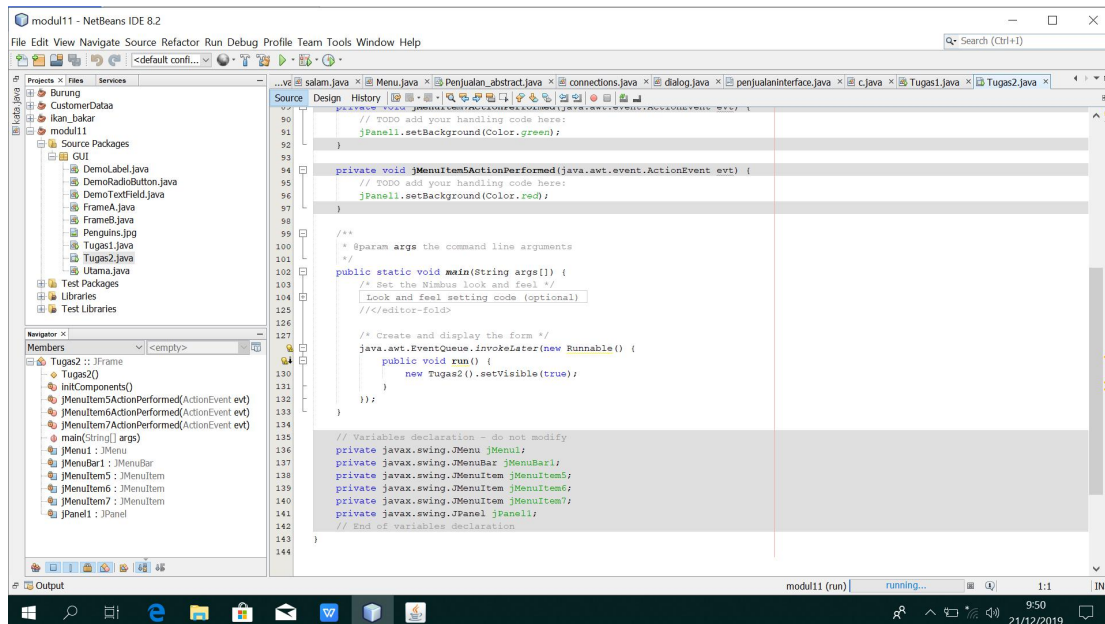 modul11 - NetBeans IDE 8.2
File Edit View Navigate Source Refactor Run Debug Profile Team Tools Window Help
Search (Ctrl+I)
<default confi...
kata.java
Projects Files Services
Burung
CustomerDataa
ikan_bakar
modul11
Source Packages
GUI
DemoLabel.java
DemoRadioButton.java
DemoTextField.java
FrameA.java
FrameB.java
Penguins.jpg
Tugas1.java
Tugas2.java
Utama.java
Test Packages
Libraries
Test Libraries
Navigator
Members <empty>
Tugas2 :: JFrame
Tugas2()
initComponents()
jMenuItem5ActionPerformed(ActionEvent evt)
jMenuItem6ActionPerformed(ActionEvent evt)
jMenuItem7ActionPerformed(ActionEvent evt)
main(String[] args)
jMenu1 : JMenu
jMenuBar1 : JMenuBar
jMenuItem5 : JMenuItem
jMenuItem6 : JMenuItem
jMenuItem7 : JMenuItem
jPanel1 : JPanel
...va salam.java Menu.java Penjualan_abstract.java connections.java dialog.java penjualaninterface.java c.java Tugas1.java Tugas2.java
Source Design History
private void jMenuItem7ActionPerformed(java.awt.event.ActionEvent evt) {
90 // TODO add your handling code here:
91 jPanel1.setBackground(Color.green);
92 }
93
94 private void jMenuItem5ActionPerformed(java.awt.event.ActionEvent evt) {
95 // TODO add your handling code here:
96 jPanel1.setBackground(Color.red);
97 }
98
99 /**
100 * @param args the command line arguments
101 */
102 public static void main(String args[]) {
103 /* Set the Nimbus look and feel */
104 Look and feel setting code (optional)
125 //</editor-fold>
126
127 /* Create and display the form */
java.awt.EventQueue.invokeLater(new Runnable() {
public void run() {
130 new Tugas2().setVisible(true);
131 }
132 });
133 }
134
135 // Variables declaration - do not modify
136 private javax.swing.JMenu jMenu1;
137 private javax.swing.JMenuBar jMenuBar1;
138 private javax.swing.JMenuItem jMenuItem5;
139 private javax.swing.JMenuItem jMenuItem6;
140 private javax.swing.JMenuItem jMenuItem7;
141 private javax.swing.JPanel jPanel1;
142 // End of variables declaration
143 }
144
Output
modul11 (run) running... 1:1 IN
9:50
21/12/2019